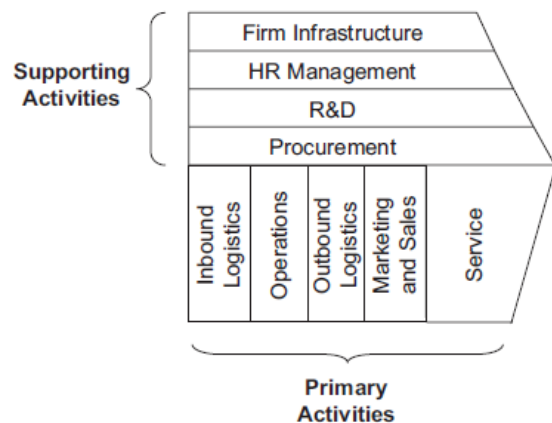 Firm Infrastructure
Supporting
Activities
HR Management
R&D
Procurement
Inbound
Logistics
Operations
Outbound
Logistics
Marketing
and Sales
Service
Primary
Activities